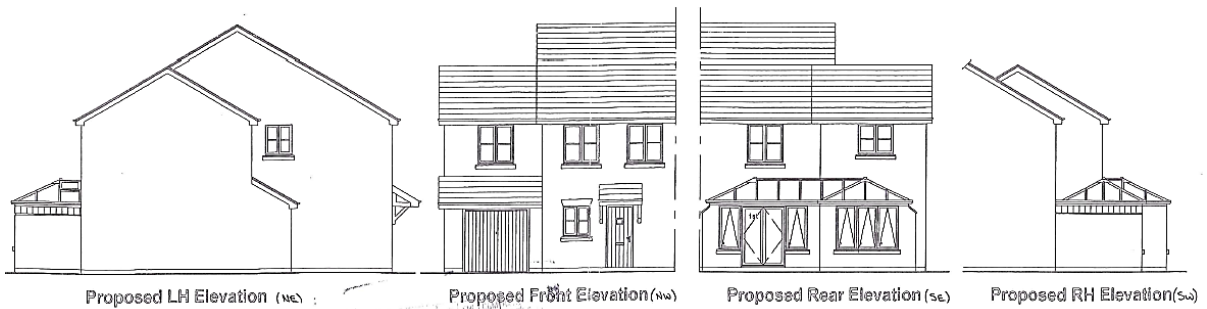 Proposed LH Elevation (NE)
Proposed Front Elevation (NW)
Proposed Rear Elevation (SE)
Proposed RH Elevation (SW)